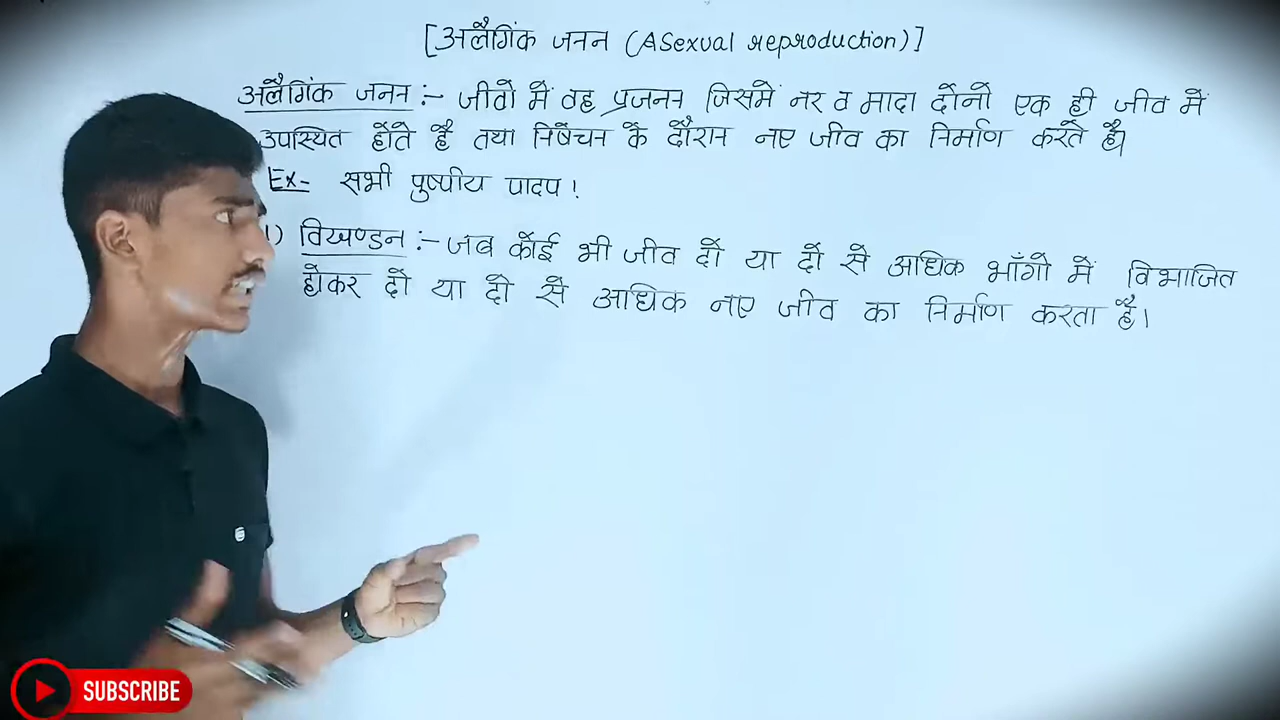 [अलैगिंक जनन (ASexual reproduction)]
अलैगिंक जनन :- जीवो में वह प्रजनन जिसमें नर व मादा दोनो एक ही जीव में
उपस्थित होते है तथा निषेचन के दौरान नए जीव का निर्माण करते है।
Ex- सभी पुष्पीय पादप!
1) विखण्डन :- जब कोई भी जीव दो या दो से अधिक भाँगो में विभाजित
होकर दो या दो से अधिक नए जीव का निर्माण करता है।
SUBSCRIBE